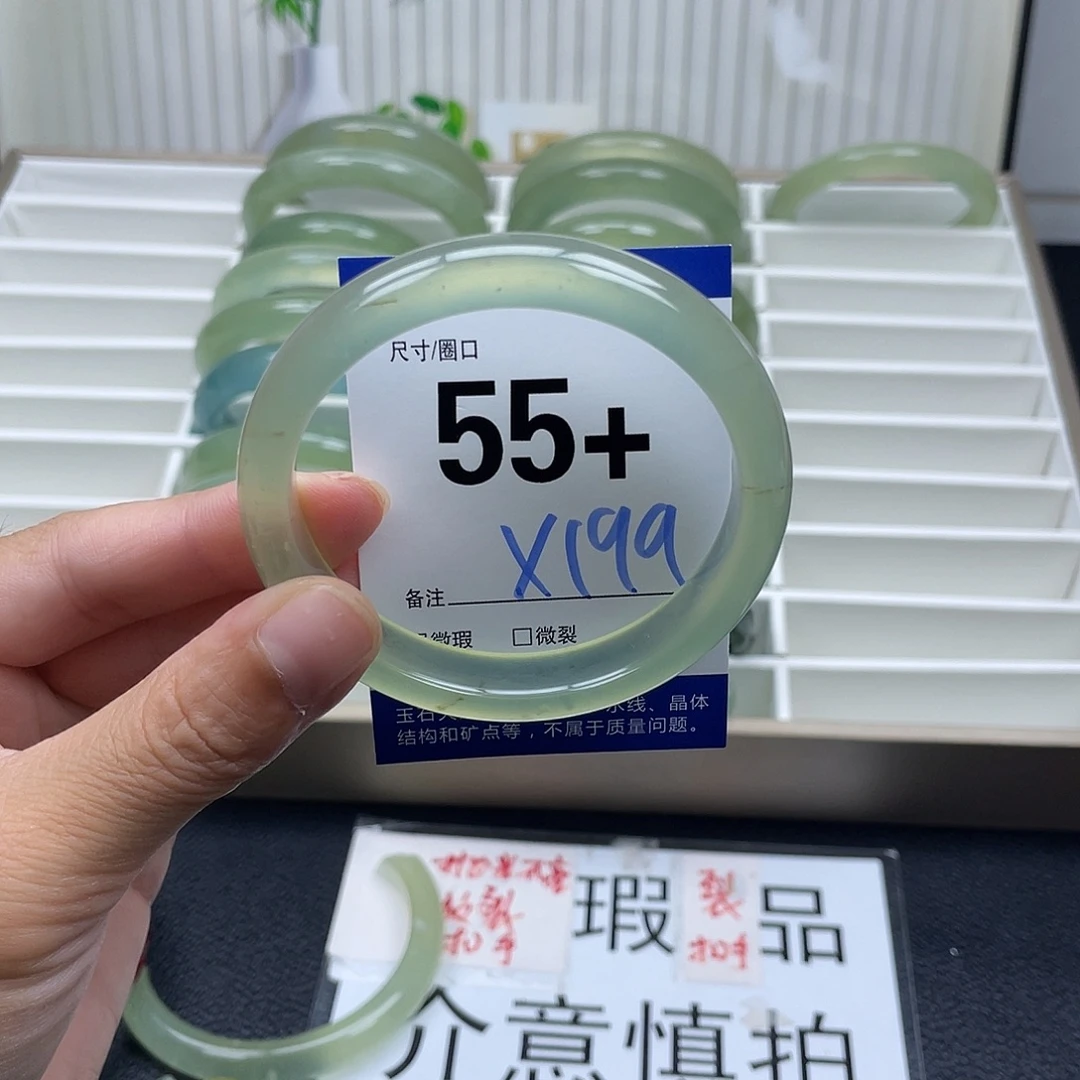 尺寸/圈口
55+
X199
备注
微瑕 □微裂
玉石 水线、晶体
结构和矿点等，不属于质量问题。
瑕 裂 品
扣手
介意慎拍